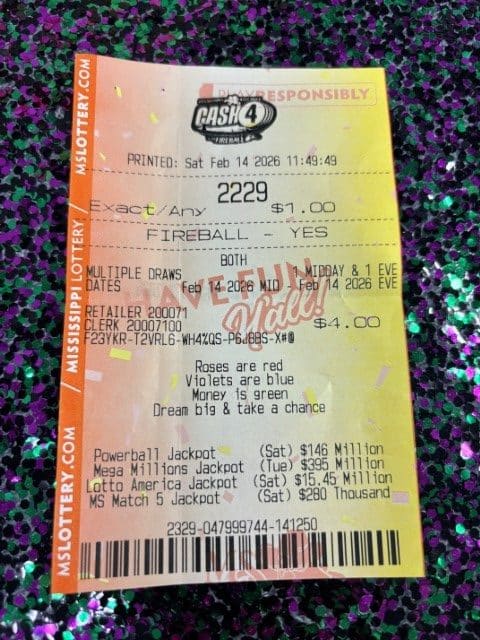 PLAY RESPONSIBLY
CASH 4
FIREBALL
PRINTED: Sat Feb 14 2026 11:49:49
2229
Exact/Any $1.00
FIREBALL - YES
BOTH
MULTIPLE DRAWS 1 MIDDAY & 1 EVE
DATES Feb 14 2026 MID - Feb 14 2026 EVE
HAVE FUN
Y'all!
RETAILER 200071
CLERK 20007100 $4.00
F23YKR-T2VRL6-WH4%QS-P6J8BS-X#@
Roses are red
Violets are blue
Money is green
Dream big & take a chance
Powerball Jackpot (Sat) $146 Million
Mega Millions Jackpot (Tue) $395 Million
Lotto America Jackpot (Sat) $15.45 Million
MS Match 5 Jackpot (Sat) $280 Thousand
2329-047999744-141250
MSLOTTERY.COM / MISSISSIPPI LOTTERY / MSLOTTERY.COM